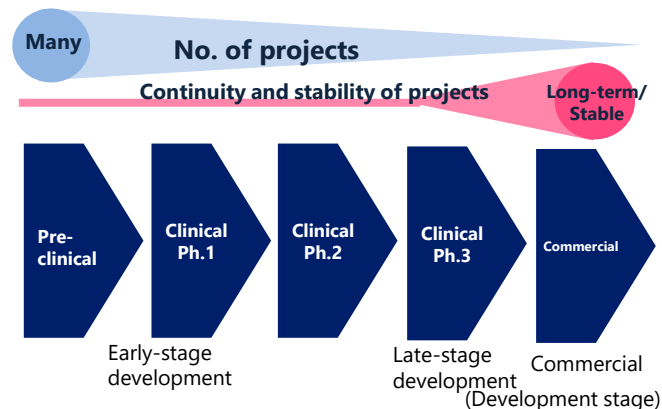 Many
No. of projects
Continuity and stability of projects
Long-term/
Stable
Pre-
clinical
Clinical
Ph.1
Clinical
Ph.2
Clinical
Ph.3
Commercial
Early-stage
development
Late-stage
development
Commercial
(Development stage)